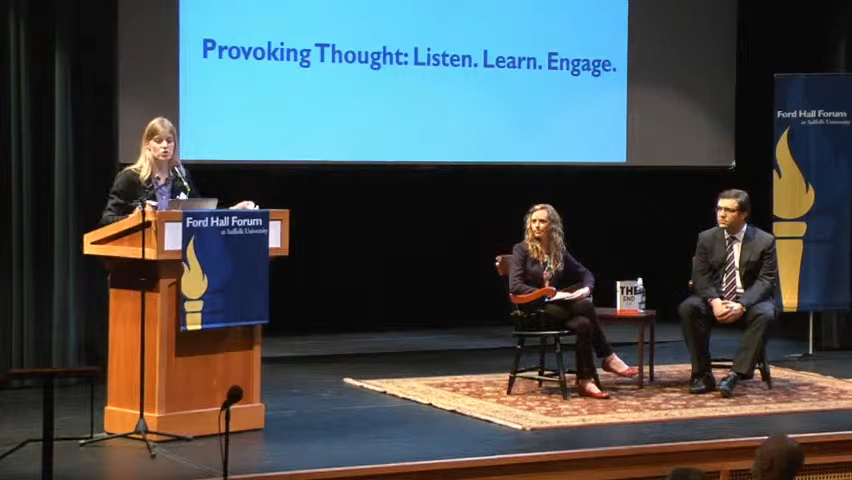 Provoking Thought: Listen. Learn. Engage.
Ford Hall Forum
at Suffolk University
Ford Hall Forum
at Suffolk University
THE
END